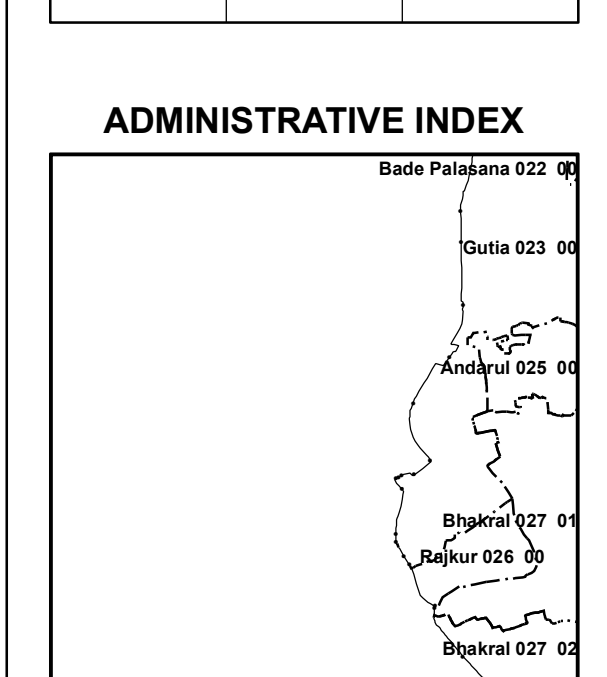 ADMINISTRATIVE INDEX
Bade Palasana 022 00
Gutia 023 00
Andarul 025 00
Bhakral 027 01
Rajkur 026 00
Bhakral 027 02